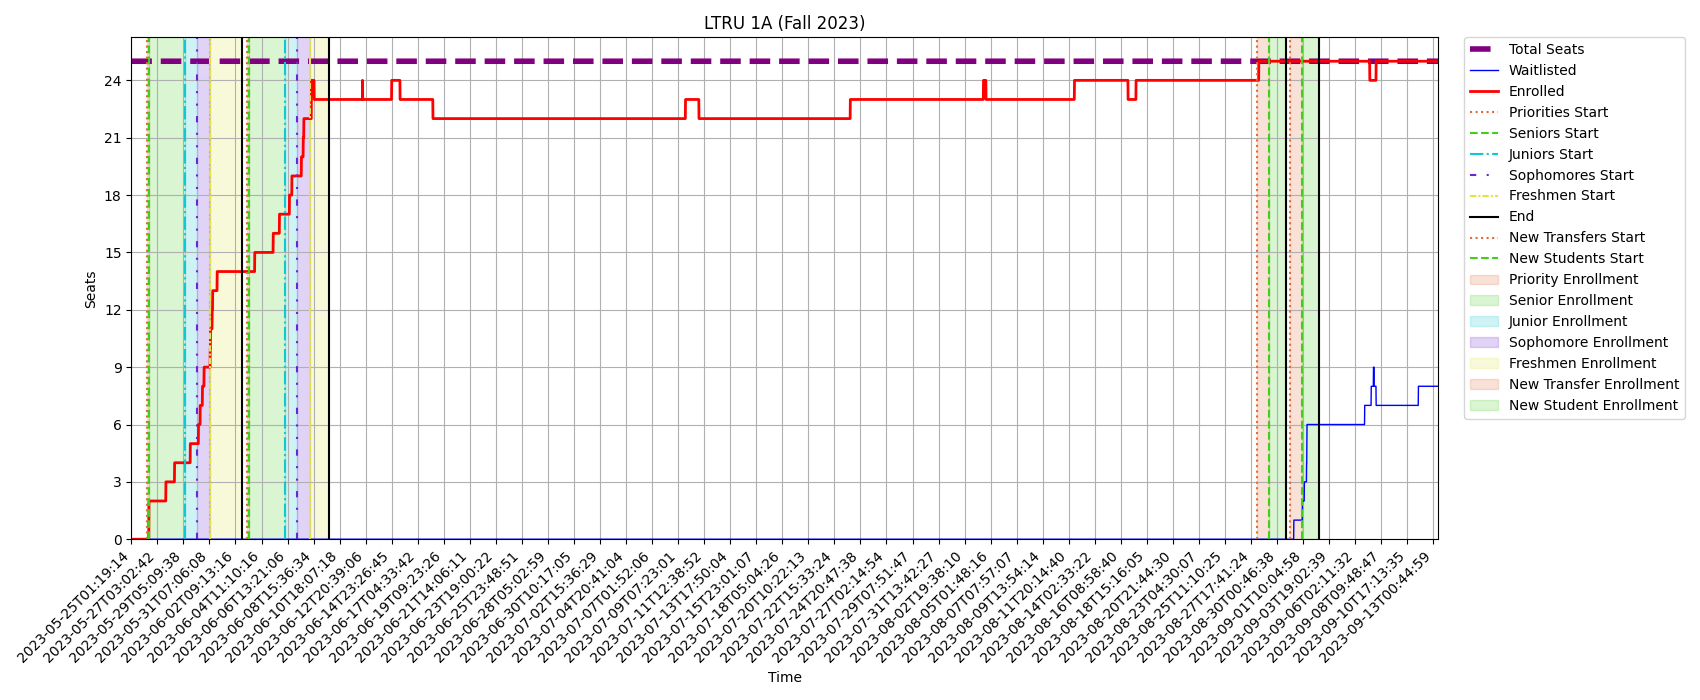 LTRU 1A (Fall 2023)
Seats
24
21
18
15
12
9
6
3
0
2023-05-25T01:19:14
2023-05-27T03:02:42
2023-05-29T05:09:38
2023-05-31T07:06:08
2023-06-02T09:13:16
2023-06-04T11:10:16
2023-06-06T13:21:06
2023-06-08T15:36:34
2023-06-10T18:07:18
2023-06-12T20:39:06
2023-06-14T23:26:45
2023-06-17T04:33:42
2023-06-19T09:23:26
2023-06-21T14:06:11
2023-06-23T19:00:22
2023-06-25T23:48:51
2023-06-28T05:02:59
2023-06-30T10:17:05
2023-07-02T15:36:29
2023-07-04T20:41:04
2023-07-07T01:52:06
2023-07-09T07:23:01
2023-07-11T12:38:52
2023-07-13T17:50:04
2023-07-15T23:01:07
2023-07-18T05:04:26
2023-07-20T10:22:13
2023-07-22T15:33:24
2023-07-24T20:47:38
2023-07-27T02:14:54
2023-07-29T07:51:47
2023-07-31T13:42:27
2023-08-02T19:38:10
2023-08-05T01:48:16
2023-08-07T07:57:07
2023-08-09T13:54:14
2023-08-11T20:14:40
2023-08-14T02:33:22
2023-08-16T08:58:40
2023-08-18T15:16:05
2023-08-20T21:44:30
2023-08-23T04:30:07
2023-08-25T11:10:25
2023-08-27T17:41:24
2023-08-30T00:46:38
2023-09-01T10:04:58
2023-09-03T19:02:39
2023-09-06T02:11:32
2023-09-08T09:48:47
2023-09-10T17:13:35
2023-09-13T00:44:59
Time
Total Seats
Waitlisted
Enrolled
Priorities Start
Seniors Start
Juniors Start
Sophomores Start
Freshmen Start
End
New Transfers Start
New Students Start
Priority Enrollment
Senior Enrollment
Junior Enrollment
Sophomore Enrollment
Freshmen Enrollment
New Transfer Enrollment
New Student Enrollment